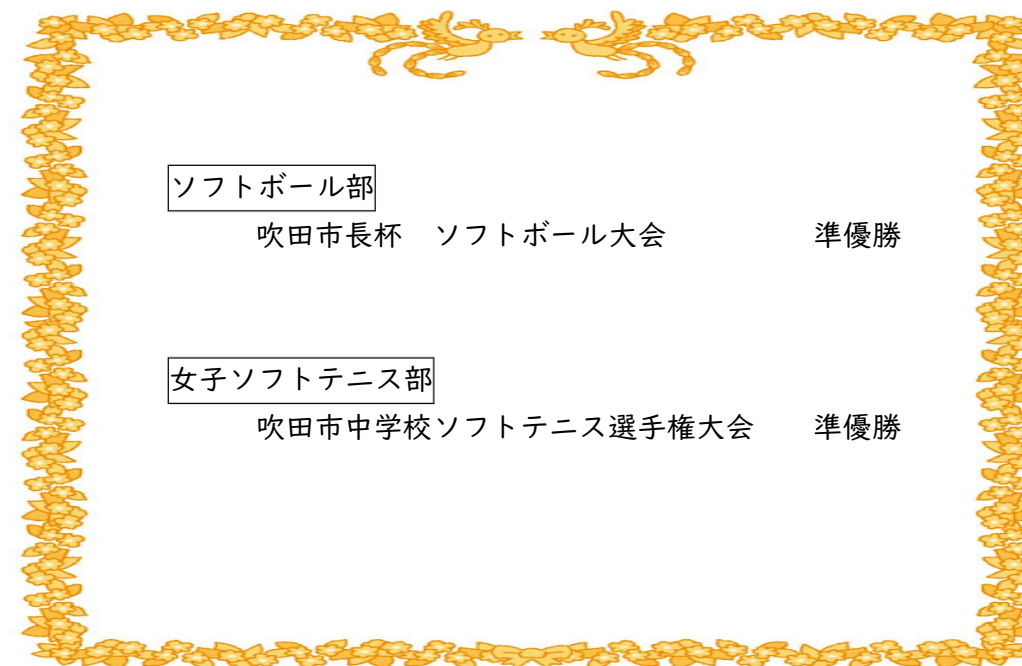 ソフトボール部
吹田市長杯　ソフトボール大会　　　　　準優勝
女子ソフトテニス部
吹田市中学校ソフトテニス選手権大会　　準優勝